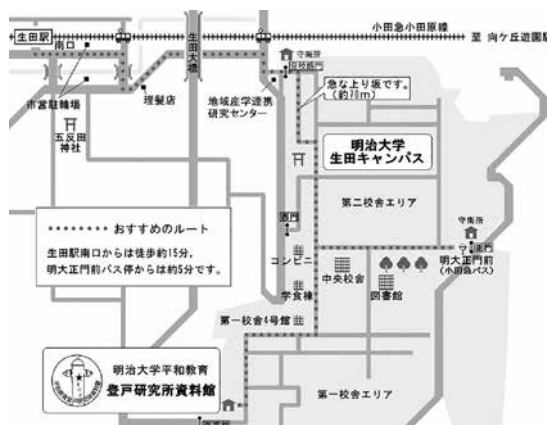 小田急小田原線
生田駅
至 向ケ丘遊園駅
南口
生田大橋
守衛所
市営駐輪場
理髪店
地域産学連携
研究センター
急な上り坂です。
(約70m)
五反田
神社
明治大学
生田キャンパス
第二校舎エリア
おすすめのルート
生田駅南口からは徒歩約15分,
明大正門前バス停からは約5分です。
西門
守衛所
正門
コンビニ
明大正門前
(小田急バス)
中央校舎
学食棟
図書館
第一校舎4号館
明治大学平和教育
登戸研究所資料館
第一校舎エリア